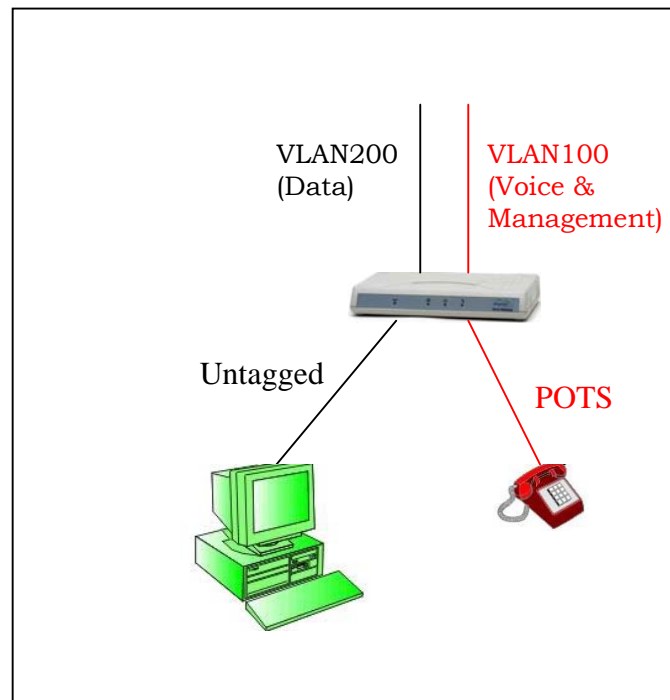 VLAN200
(Data)
VLAN100
(Voice &
Management)
Untagged
POTS